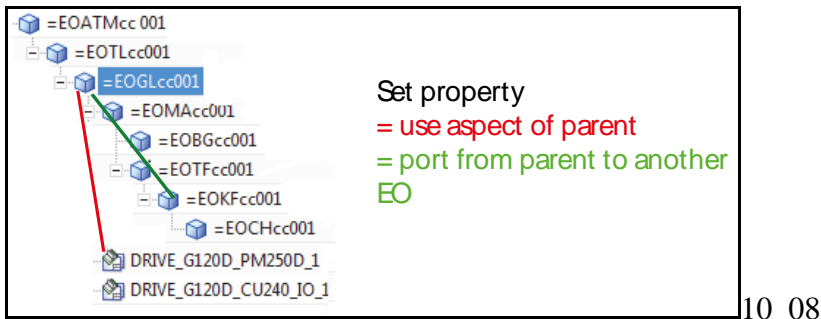 =EOATMcc 001
=EOTLcc001
=EOGLcc001
=EOMAcc001
=EOBGcc001
=EOTFcc001
=EOKFcc001
=EOCHcc001
DRIVE_G120D_PM250D_1
DRIVE_G120D_CU240_IO_1
Set property
= use aspect of parent
= port from parent to another
EO
10 08